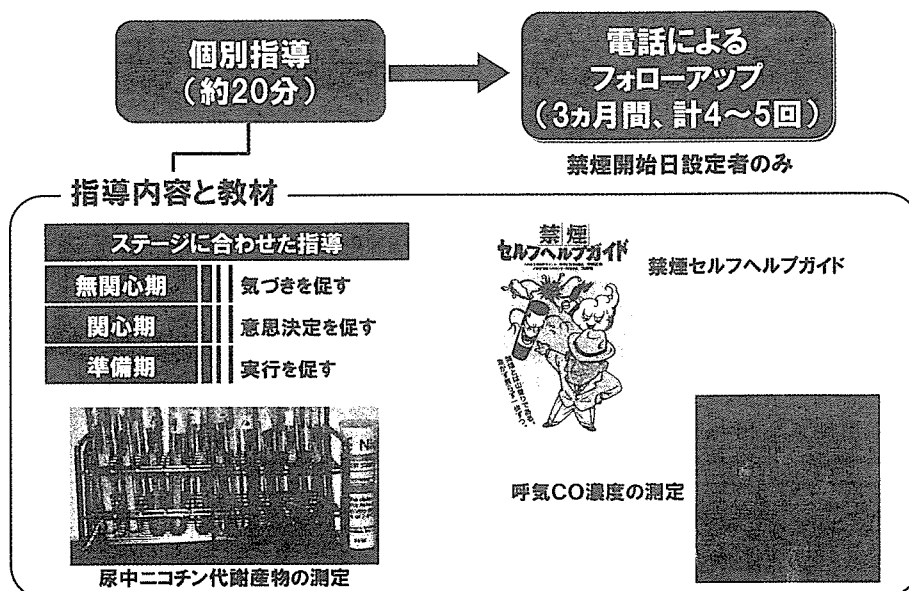 個別指導
(約20分)
電話による
フォローアップ
(3ヵ月間、計4〜5回)
禁煙開始日設定者のみ
指導内容と教材
ステージに合わせた指導
無関心期
気づきを促す
関心期
意思決定を促す
準備期
実行を促す
禁煙
セルフヘルプガイド
禁煙セルフヘルプガイド
呼気CO濃度の測定
尿中ニコチン代謝産物の測定